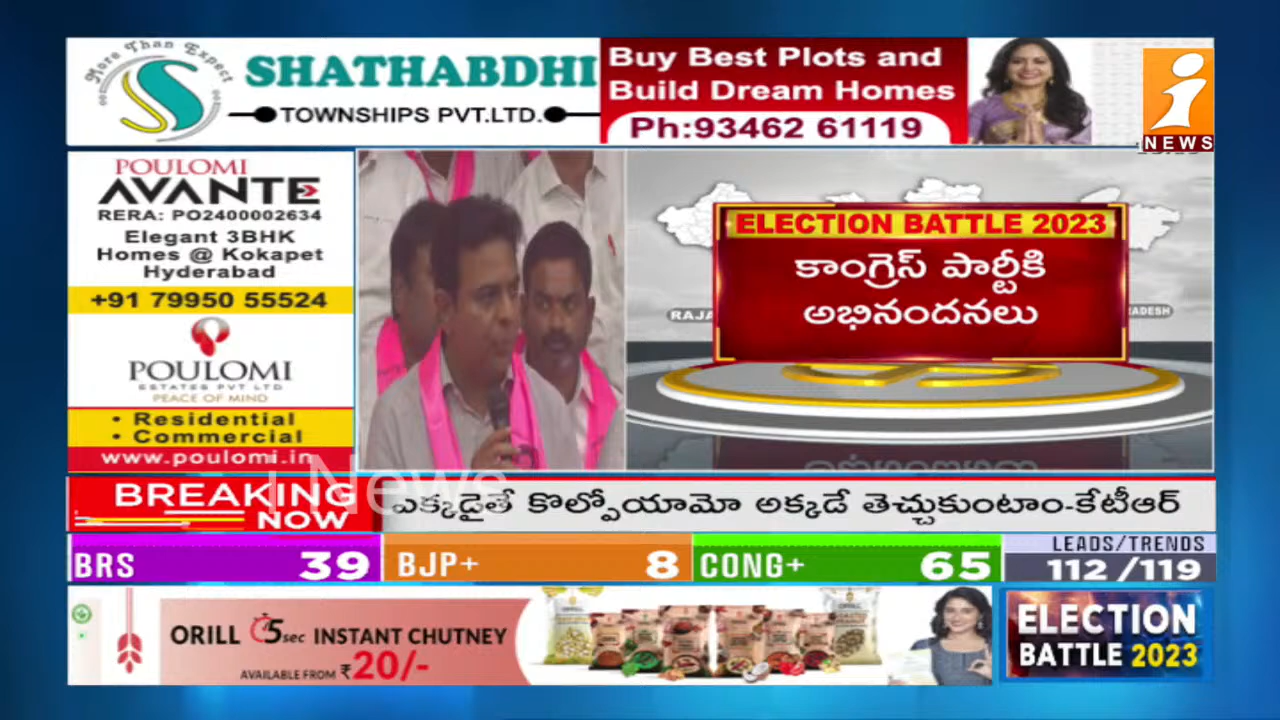 More Than Expect
SHATHABDHI
TOWNSHIPS PVT.LTD.
Buy Best Plots and
Build Dream Homes
Ph:93462 61119
i
NEWS
POULOMI
AVANTE
RERA: PO2400002634
Elegant 3BHK
Homes @ Kokapet
Hyderabad
+91 79950 55524
POULOMI
ESTATES PVT LTD
PEACE OF MIND
• Residential
• Commercial
www.poulomi.in
ELECTION BATTLE 2023
కాంగ్రెస్ పార్టీకి
అభినందనలు
RAJA
RADESH
i News
BREAKING
NOW
ఎక్కడైతే కొల్పోయామో అక్కడే తెచ్చుకుంటాం-కేటీఆర్
BRS 39 BJP+ 8 CONG+ 65
LEADS/TRENDS
112 /119
ORILL 5sec INSTANT CHUTNEY
AVAILABLE FROM ₹20/-
ELECTION
BATTLE 2023